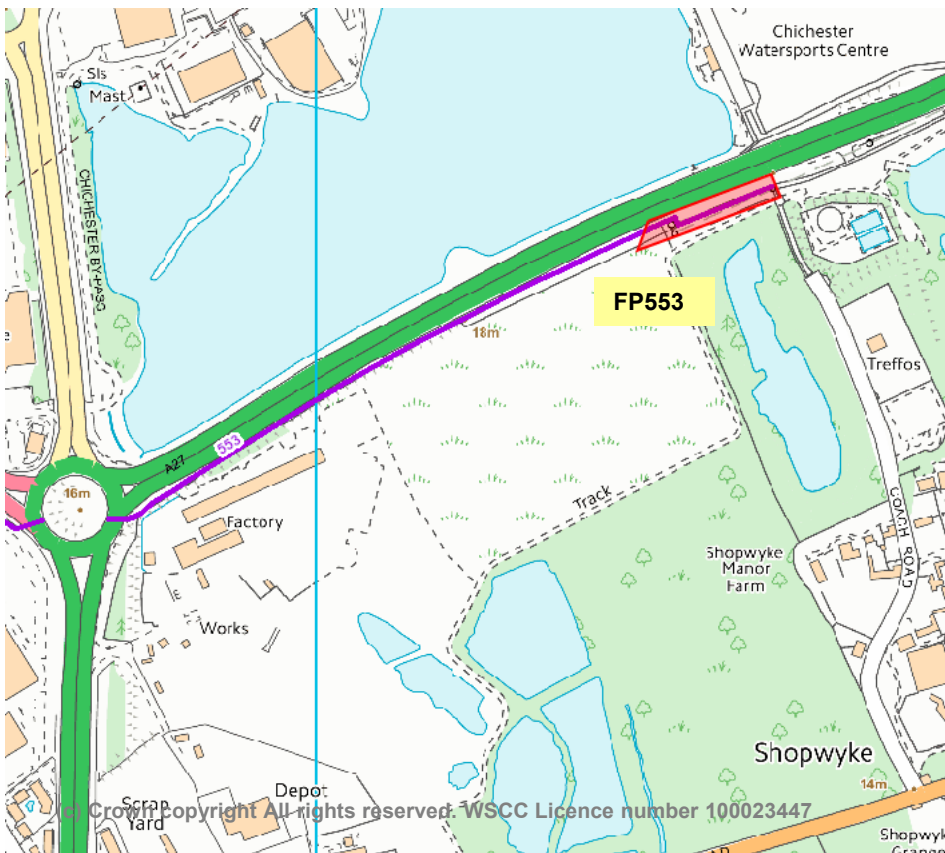 Chichester
Watersports Centre
Sls
Mast
CHICHESTER BY-PASS
FP553
18m
Treffos
553
A27
16m
Factory
Track
COACH ROAD
Shopwyke
Manor
Farm
Works
Shopwyke
14m
Depot
Scrap
Yard
(c) Crown copyright All rights reserved. WSCC Licence number 100023447
Shopwyke
Grange